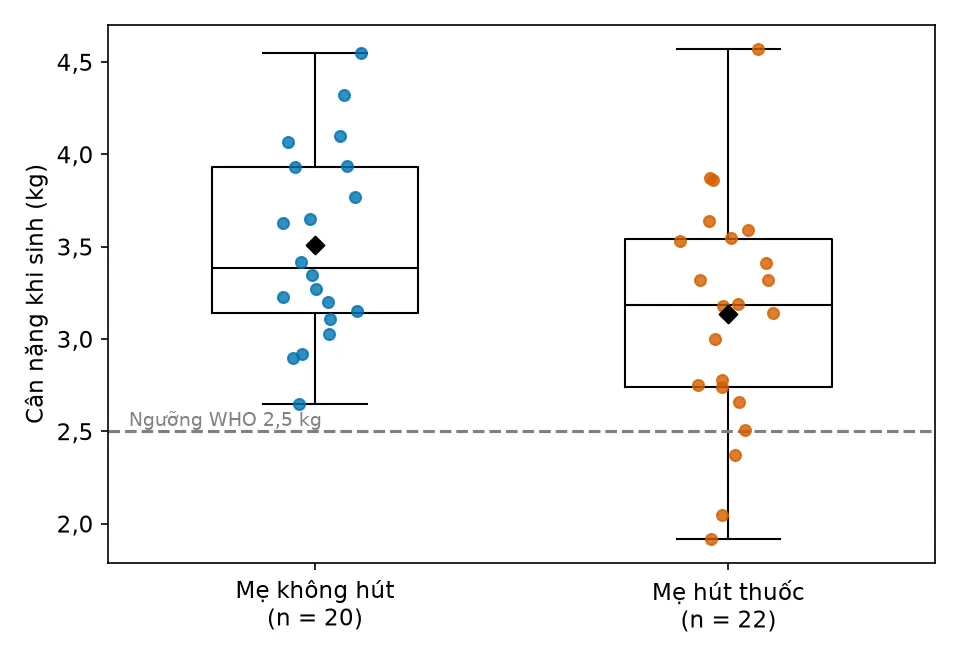 Cân nặng khi sinh (kg)
4,5
4,0
3,5
3,0
2,5
2,0
Ngưỡng WHO 2,5 kg
Mẹ không hút
(n = 20)
Mẹ hút thuốc
(n = 22)